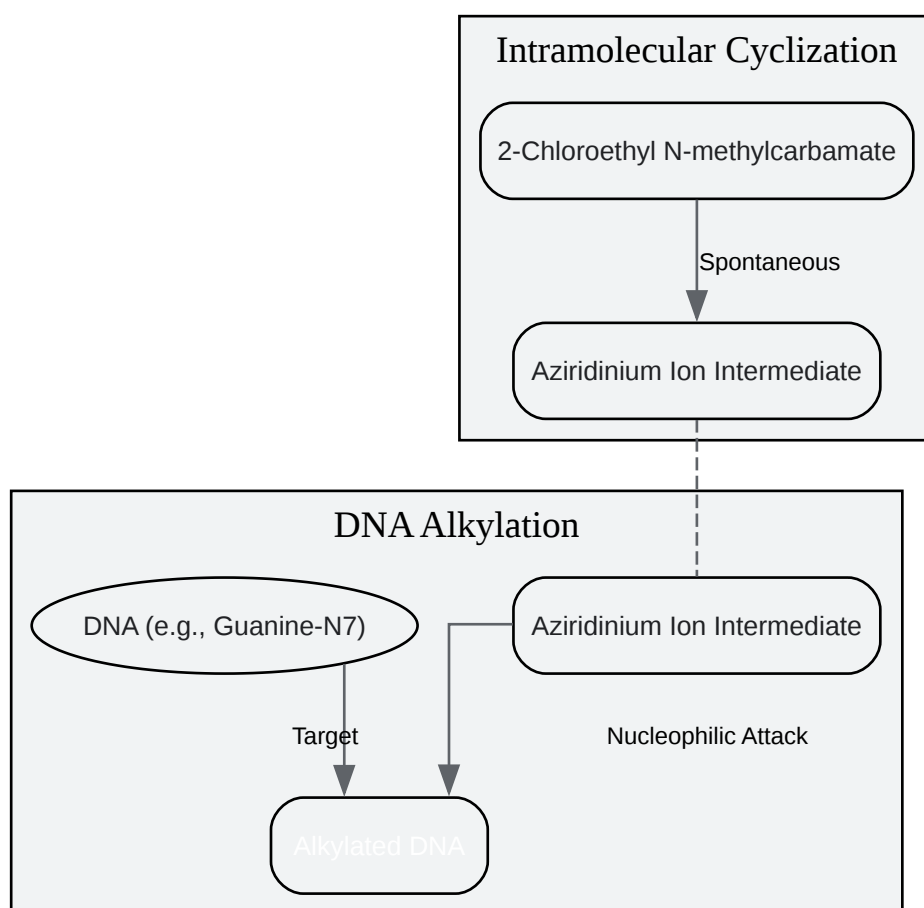 Intramolecular Cyclization
2-Chloroethyl N-methylcarbamate
Spontaneous
Aziridinium Ion Intermediate
DNA Alkylation
DNA (e.g., Guanine-N7)
Aziridinium Ion Intermediate
Target
Nucleophilic Attack
Alkylated DNA